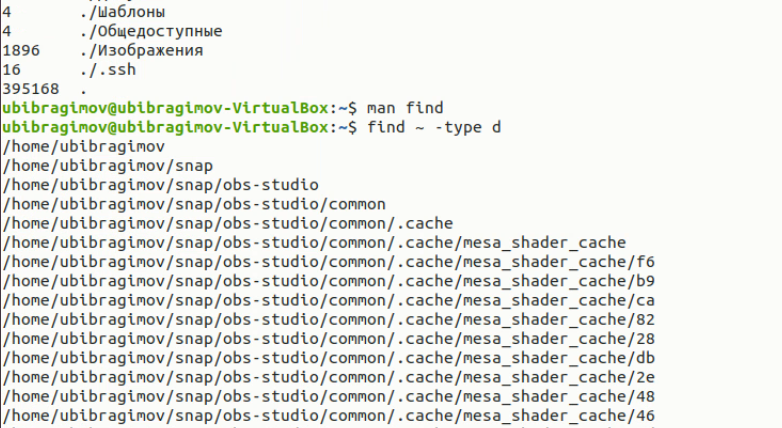 4 ./Шаблоны
4 ./Общедоступные
1896 ./Изображения
16 ./.ssh
395168 .
ubibragimov@ubibragimov-VirtualBox:~$ man find
ubibragimov@ubibragimov-VirtualBox:~$ find ~ -type d
/home/ubibragimov
/home/ubibragimov/snap
/home/ubibragimov/snap/obs-studio
/home/ubibragimov/snap/obs-studio/common
/home/ubibragimov/snap/obs-studio/common/.cache
/home/ubibragimov/snap/obs-studio/common/.cache/mesa_shader_cache
/home/ubibragimov/snap/obs-studio/common/.cache/mesa_shader_cache/f6
/home/ubibragimov/snap/obs-studio/common/.cache/mesa_shader_cache/b9
/home/ubibragimov/snap/obs-studio/common/.cache/mesa_shader_cache/ca
/home/ubibragimov/snap/obs-studio/common/.cache/mesa_shader_cache/82
/home/ubibragimov/snap/obs-studio/common/.cache/mesa_shader_cache/28
/home/ubibragimov/snap/obs-studio/common/.cache/mesa_shader_cache/db
/home/ubibragimov/snap/obs-studio/common/.cache/mesa_shader_cache/2e
/home/ubibragimov/snap/obs-studio/common/.cache/mesa_shader_cache/48
/home/ubibragimov/snap/obs-studio/common/.cache/mesa_shader_cache/46